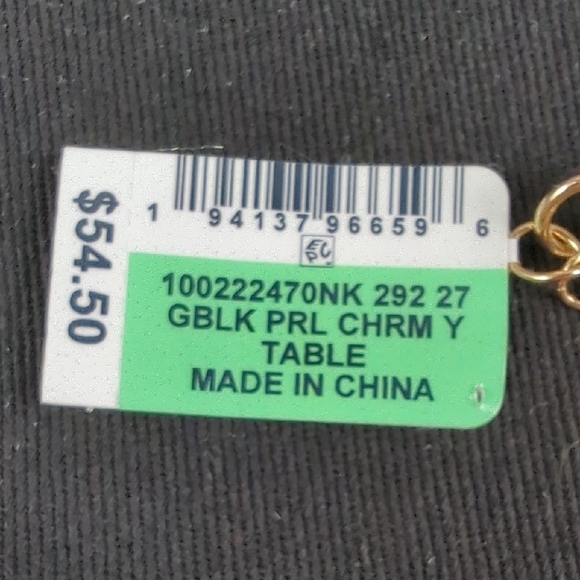 $54.50
1 94137 96659 6
EPC
100222470NK 292 27
GBLK PRL CHRM Y
TABLE
MADE IN CHINA